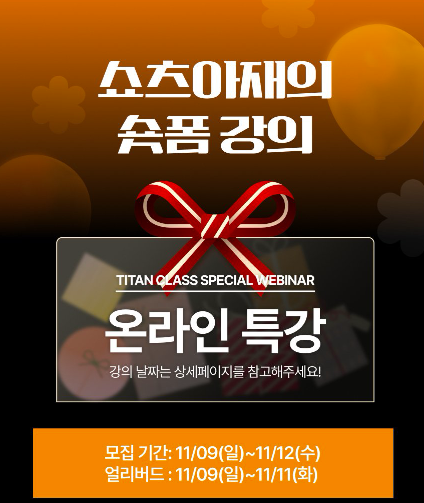 쇼츠아재의
숏폼 강의
TITAN CLASS SPECIAL WEBINAR
온라인 특강
강의 날짜는 상세페이지를 참고해주세요!
모집 기간: 11/09(일)~11/12(수)
얼리버드 : 11/09(일)~11/11(화)